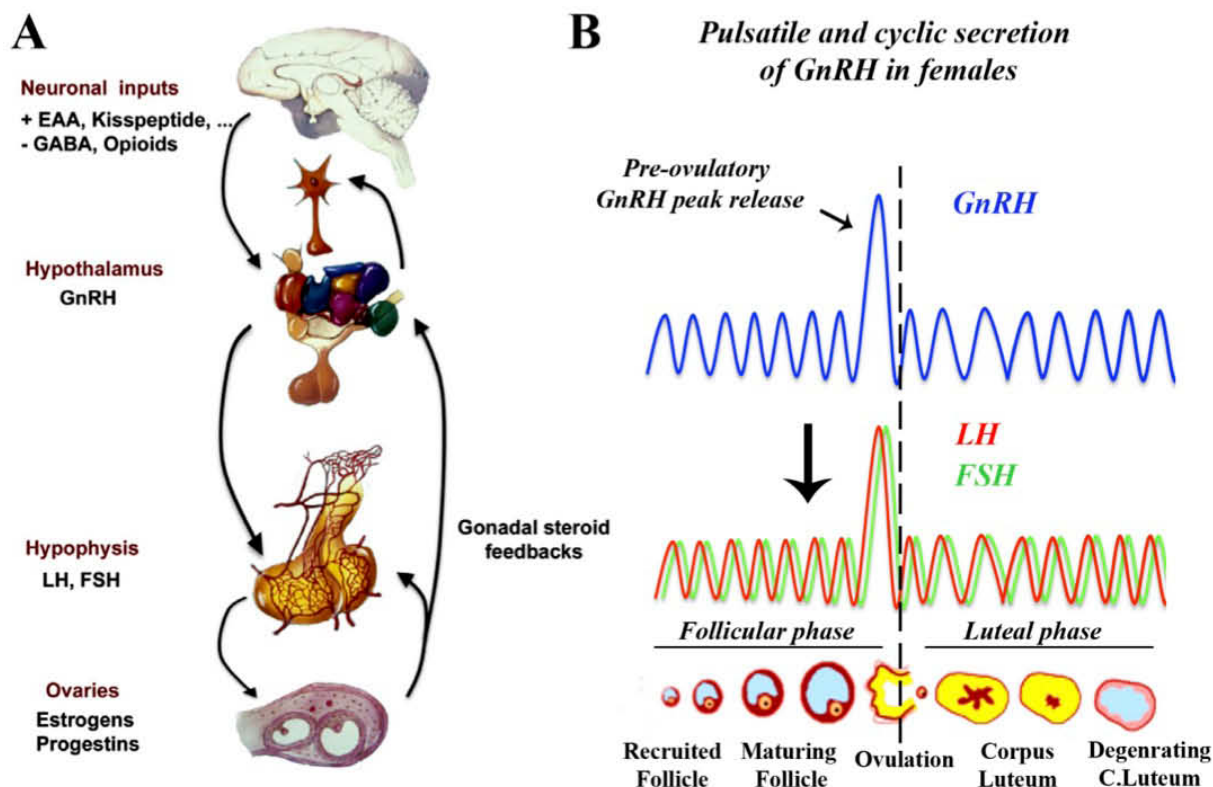 A
Neuronal inputs
+ EAA, Kisspeptide, ...
- GABA, Opioids
Hypothalamus
GnRH
Hypophysis
LH, FSH
Gonadal steroid
feedbacks
Ovaries
Estrogens
Progestins
B
Pulsatile and cyclic secretion
of GnRH in females
Pre-ovulatory
GnRH peak release
GnRH
LH
FSH
Follicular phase
Luteal phase
Recruited
Follicle
Maturing
Follicle
Ovulation
Corpus
Luteum
Degenrating
C.Luteum